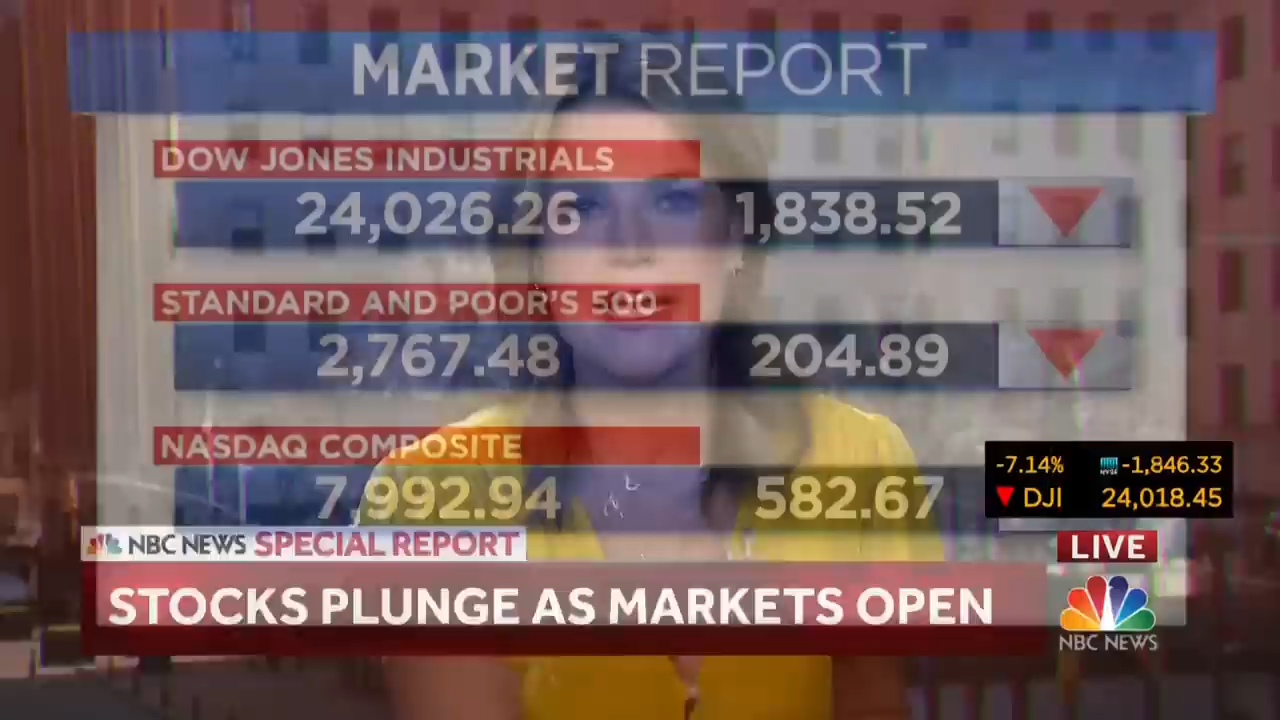 MARKET REPORT
DOW JONES INDUSTRIALS
24,026.26 1,838.52
STANDARD AND POOR'S 500
2,767.48 204.89
NASDAQ COMPOSITE
7,992.94 582.67
-7.14% NYSE -1,846.33
DJI 24,018.45
NBC NEWS SPECIAL REPORT
LIVE
STOCKS PLUNGE AS MARKETS OPEN
NBC NEWS